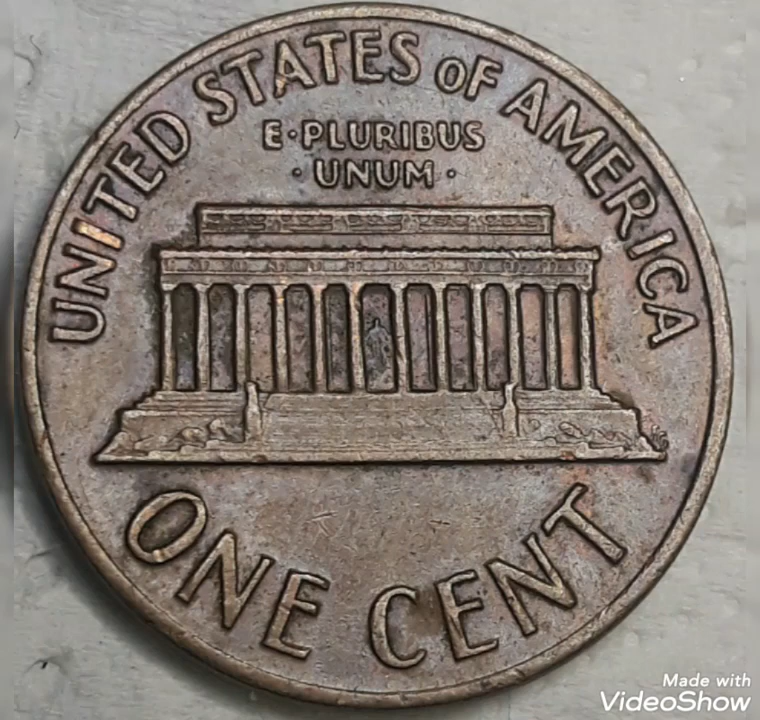 UNITED STATES OF AMERICA
E·PLURIBUS
·UNUM·
ONE CENT
Made with
VideoShow